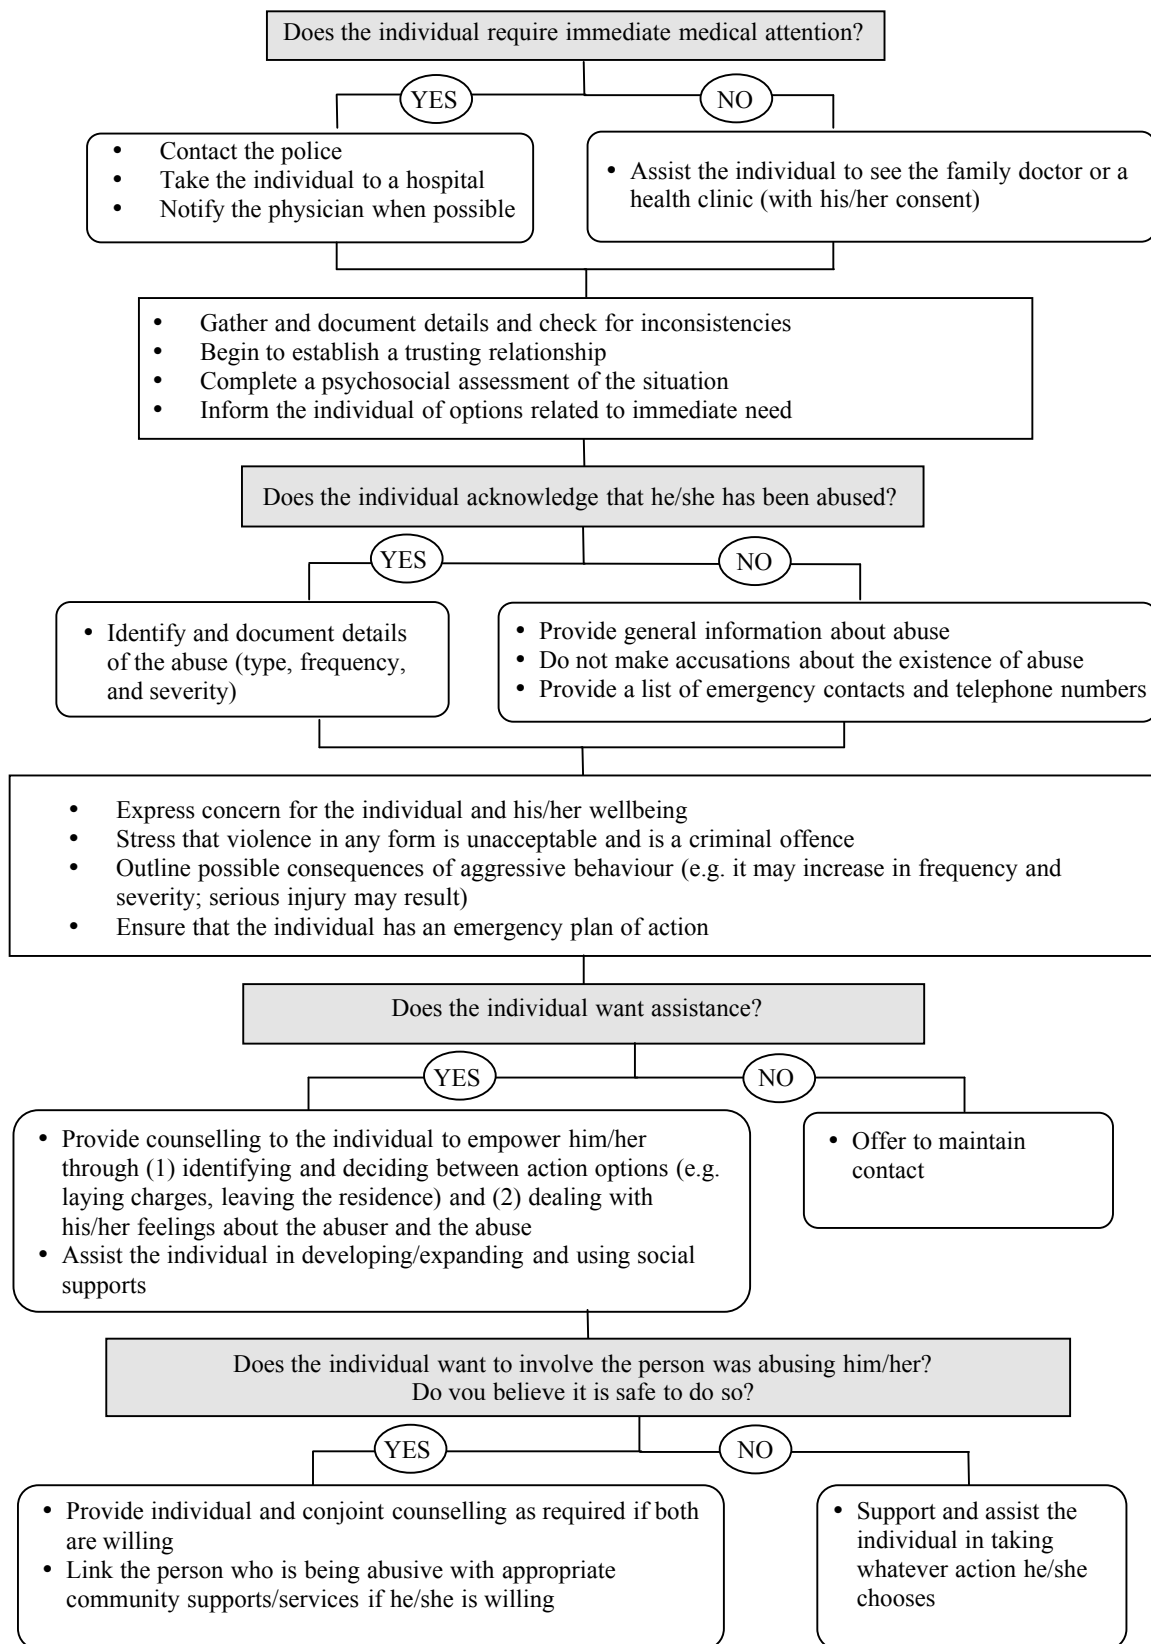 Does the individual require immediate medical attention?
YES
NO
• Contact the police
• Take the individual to a hospital
• Notify the physician when possible
• Assist the individual to see the family doctor or a
health clinic (with his/her consent)
• Gather and document details and check for inconsistencies
• Begin to establish a trusting relationship
• Complete a psychosocial assessment of the situation
• Inform the individual of options related to immediate need
Does the individual acknowledge that he/she has been abused?
YES
NO
• Identify and document details
of the abuse (type, frequency,
and severity)
• Provide general information about abuse
• Do not make accusations about the existence of abuse
• Provide a list of emergency contacts and telephone numbers
• Express concern for the individual and his/her wellbeing
• Stress that violence in any form is unacceptable and is a criminal offence
• Outline possible consequences of aggressive behaviour (e.g. it may increase in frequency and
severity; serious injury may result)
• Ensure that the individual has an emergency plan of action
Does the individual want assistance?
YES
NO
• Provide counselling to the individual to empower him/her
through (1) identifying and deciding between action options (e.g.
laying charges, leaving the residence) and (2) dealing with
his/her feelings about the abuser and the abuse
• Assist the individual in developing/expanding and using social
supports
• Offer to maintain
contact
Does the individual want to involve the person was abusing him/her?
Do you believe it is safe to do so?
YES
NO
• Provide individual and conjoint counselling as required if both
are willing
• Link the person who is being abusive with appropriate
community supports/services if he/she is willing
• Support and assist the
individual in taking
whatever action he/she
chooses